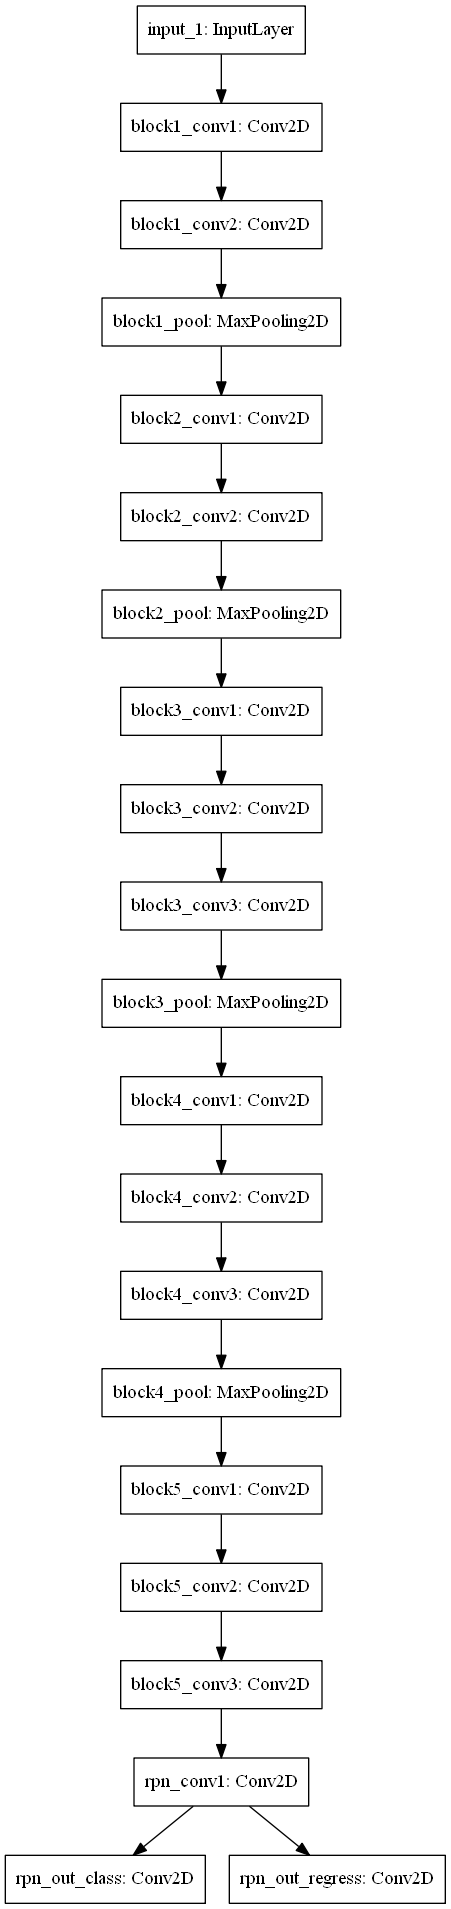 input_1: InputLayer
block1_conv1: Conv2D
block1_conv2: Conv2D
block1_pool: MaxPooling2D
block2_conv1: Conv2D
block2_conv2: Conv2D
block2_pool: MaxPooling2D
block3_conv1: Conv2D
block3_conv2: Conv2D
block3_conv3: Conv2D
block3_pool: MaxPooling2D
block4_conv1: Conv2D
block4_conv2: Conv2D
block4_conv3: Conv2D
block4_pool: MaxPooling2D
block5_conv1: Conv2D
block5_conv2: Conv2D
block5_conv3: Conv2D
rpn_conv1: Conv2D
rpn_out_class: Conv2D
rpn_out_regress: Conv2D